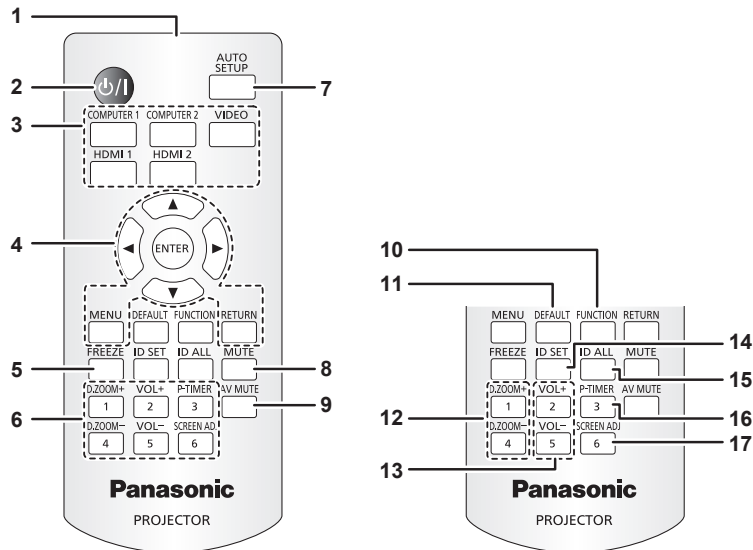 1
AUTO SETUP
2
⏻/I
7
3
COMPUTER 1 COMPUTER 2 VIDEO
HDMI 1 HDMI 2
4
ENTER
MENU DEFAULT FUNCTION RETURN
FREEZE ID SET ID ALL MUTE
5
8
6
D.ZOOM+ VOL+ P-TIMER AV MUTE
1 2 3
9
D.ZOOM− VOL− SCREEN AD
4 5 6
Panasonic
PROJECTOR
10
11
MENU DEFAULT FUNCTION RETURN
14
FREEZE ID SET ID ALL MUTE
15
12
D.ZOOM+ VOL+ P-TIMER AV MUTE
1 2 3
16
D.ZOOM− VOL− SCREEN ADJ
4 5 6
17
13
Panasonic
PROJECTOR